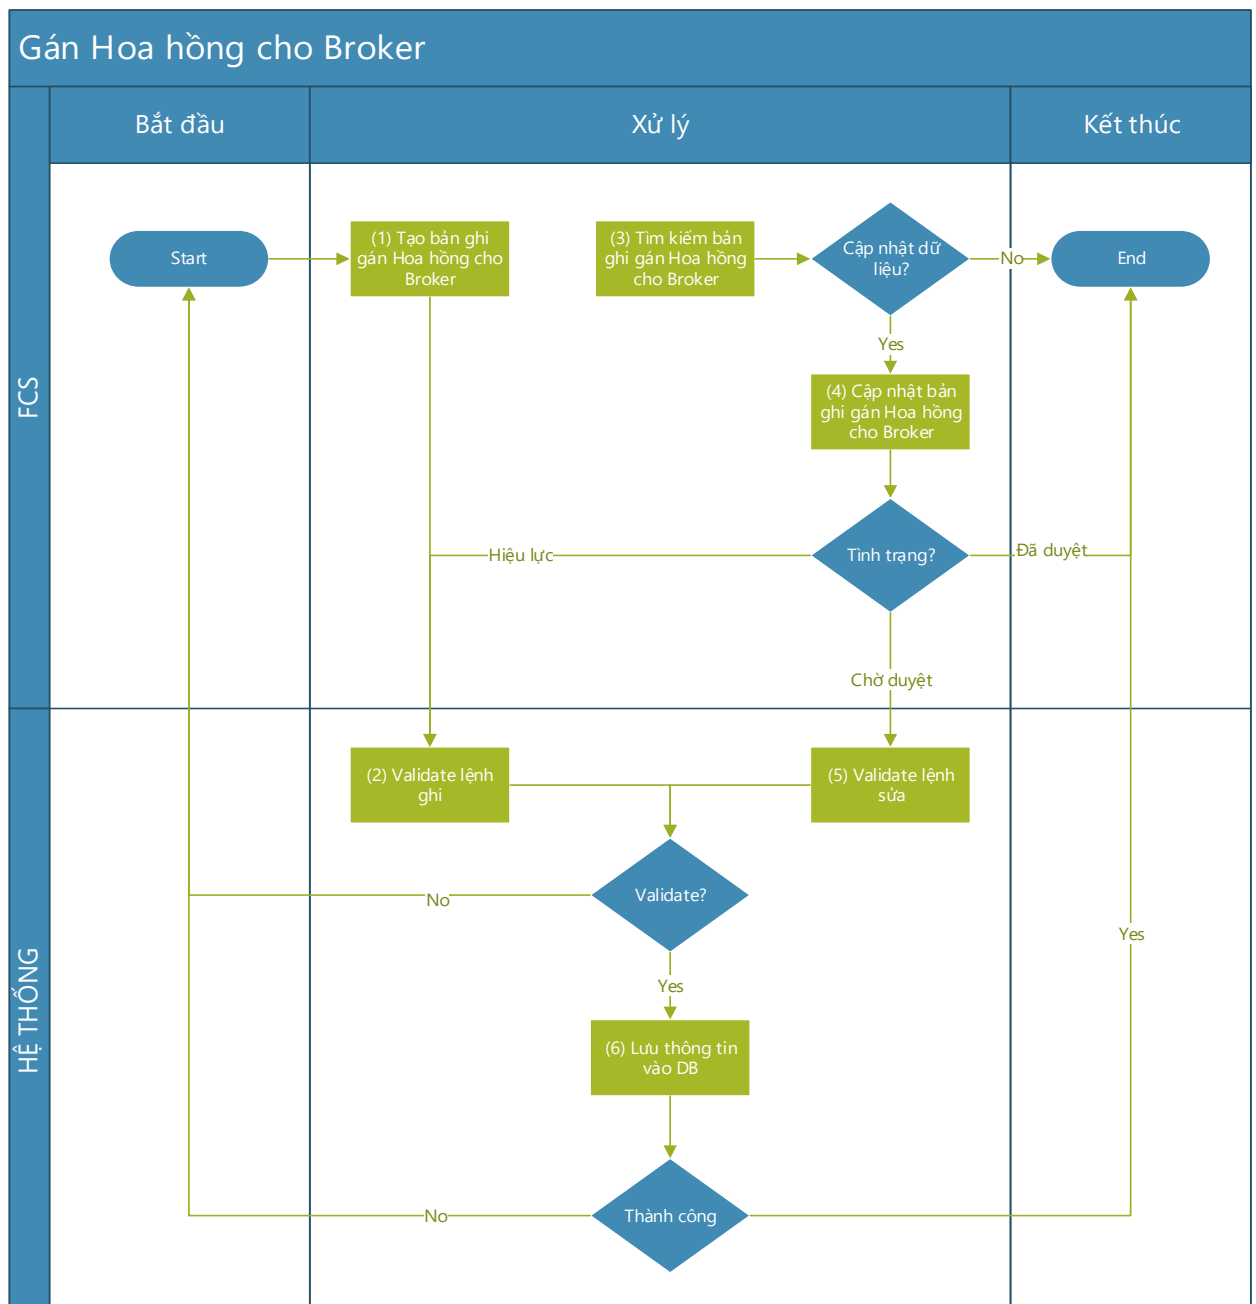 Gán Hoa hồng cho Broker
Bắt đầu
Xử lý
Kết thúc
FCS
Start
(1) Tạo bản ghi
gán Hoa hồng cho
Broker
(3) Tìm kiếm bản
ghi gán Hoa hồng
cho Broker
Cập nhật dữ
liệu?
No
End
Yes
(4) Cập nhật bản
ghi gán Hoa hồng
cho Broker
Hiệu lực
Tình trạng?
Đã duyệt
Chờ duyệt
HỆ THỐNG
(2) Validate lệnh
ghi
(5) Validate lệnh
sửa
Validate?
No
Yes
Yes
(6) Lưu thông tin
vào DB
No
Thành công